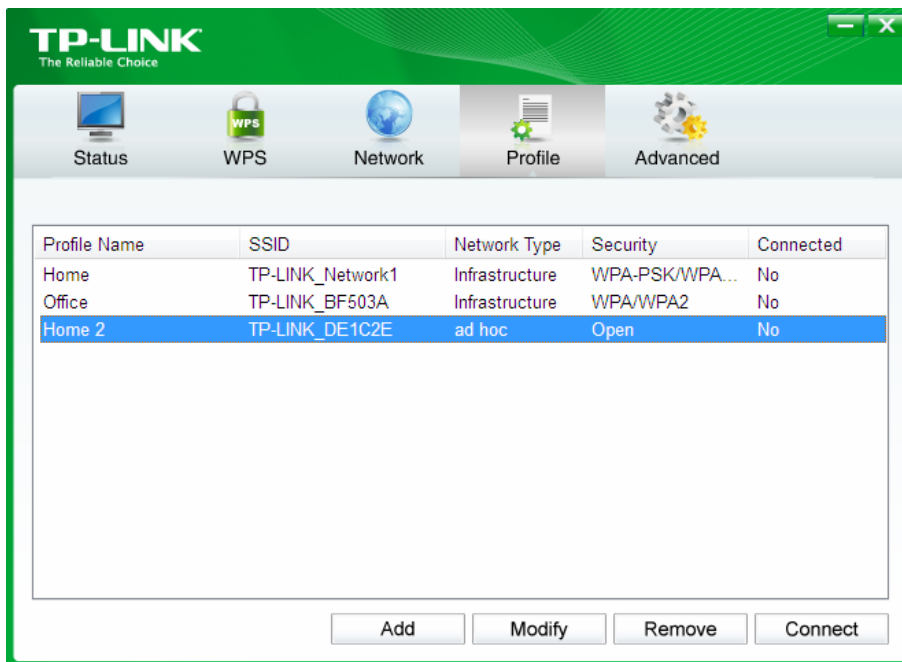 TP-LINK
The Reliable Choice
WPS
Status WPS Network Profile Advanced
Profile Name SSID Network Type Security Connected
Home TP-LINK_Network1 Infrastructure WPA-PSK/WPA... No
Office TP-LINK_BF503A Infrastructure WPA/WPA2 No
Home 2 TP-LINK_DE1C2E ad hoc Open No
Add Modify Remove Connect